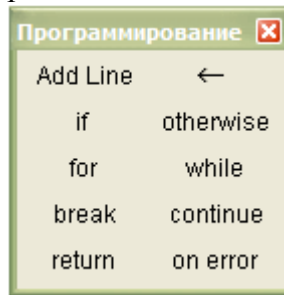 Программирование
Add Line ←
if otherwise
for while
break continue
return on error